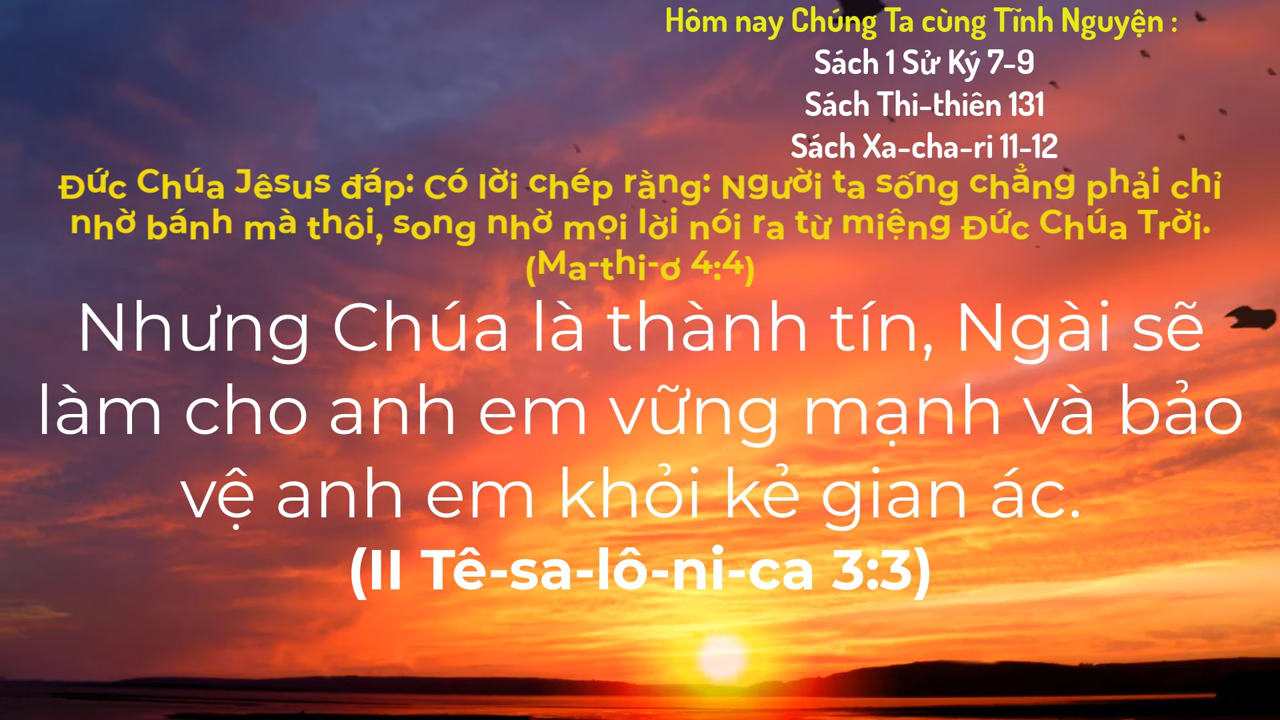 Hôm nay Chúng Ta cùng Tĩnh Nguyện :
Sách 1 Sử Ký 7-9
Sách Thi-thiên 131
Sách Xa-cha-ri 11-12
Đức Chúa Jêsus đáp: Có lời chép rằng: Người ta sống chẳng phải chỉ
nhờ bánh mà thôi, song nhờ mọi lời nói ra từ miệng Đức Chúa Trời.
(Ma-thi-ơ 4:4)
Nhưng Chúa là thành tín, Ngài sẽ
làm cho anh em vững mạnh và bảo
vệ anh em khỏi kẻ gian ác.
(II Tê-sa-lô-ni-ca 3:3)